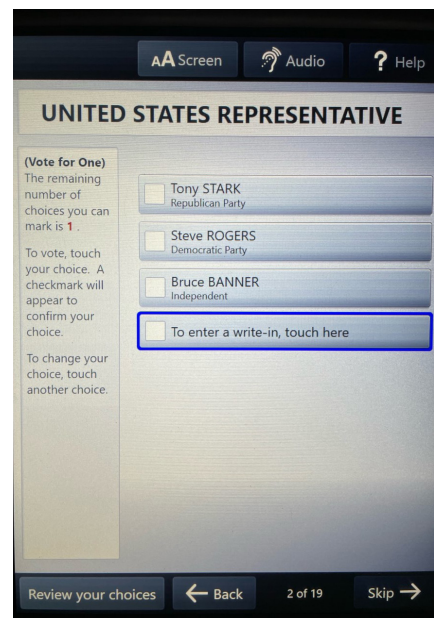 AA Screen
Audio
? Help
UNITED STATES REPRESENTATIVE
(Vote for One)
The remaining
number of
choices you can
mark is 1 .
To vote, touch
your choice. A
checkmark will
appear to
confirm your
choice.
To change your
choice, touch
another choice.
Tony STARK
Republican Party
Steve ROGERS
Democratic Party
Bruce BANNER
Independent
To enter a write-in, touch here
Review your choices
Back
2 of 19
Skip